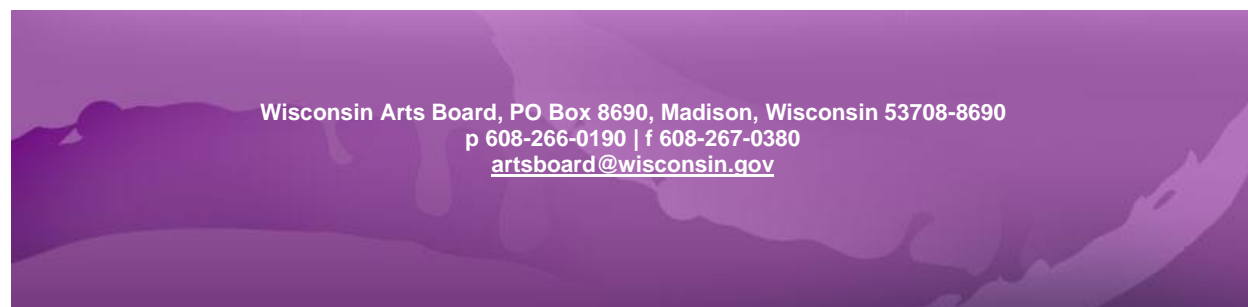 Wisconsin Arts Board, PO Box 8690, Madison, Wisconsin 53708-8690
p 608-266-0190 | f 608-267-0380
artsboard@wisconsin.gov